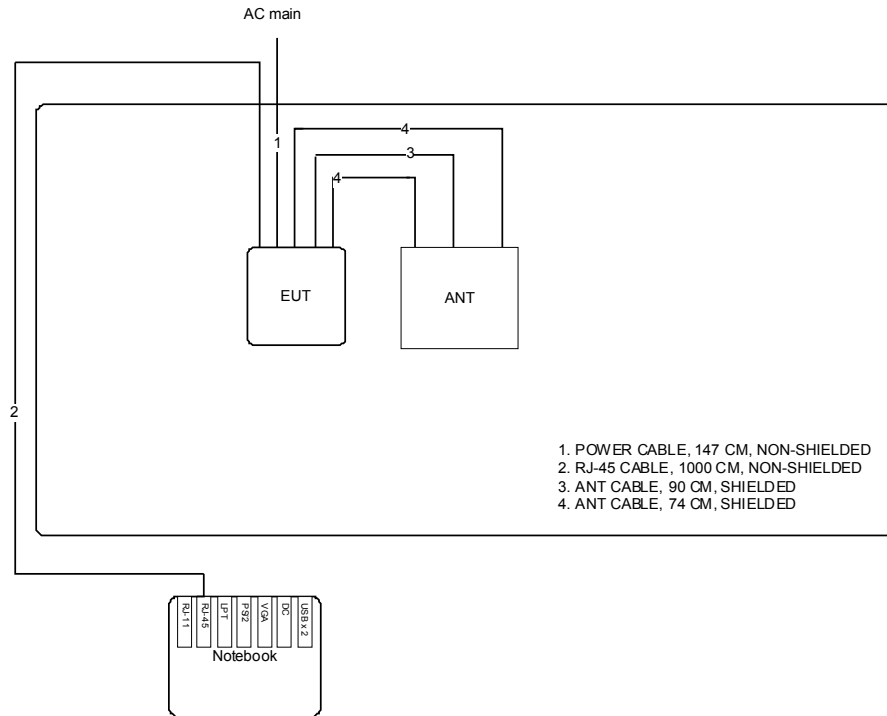 AC main
4
1
3
4
EUT
ANT
2
1. POWER CABLE, 147 CM, NON-SHIELDED
2. RJ-45 CABLE, 1000 CM, NON-SHIELDED
3. ANT CABLE, 90 CM, SHIELDED
4. ANT CABLE, 74 CM, SHIELDED
RJ-11
RJ-45
LPT
PS2
VGA
DC
USB x 2
Notebook